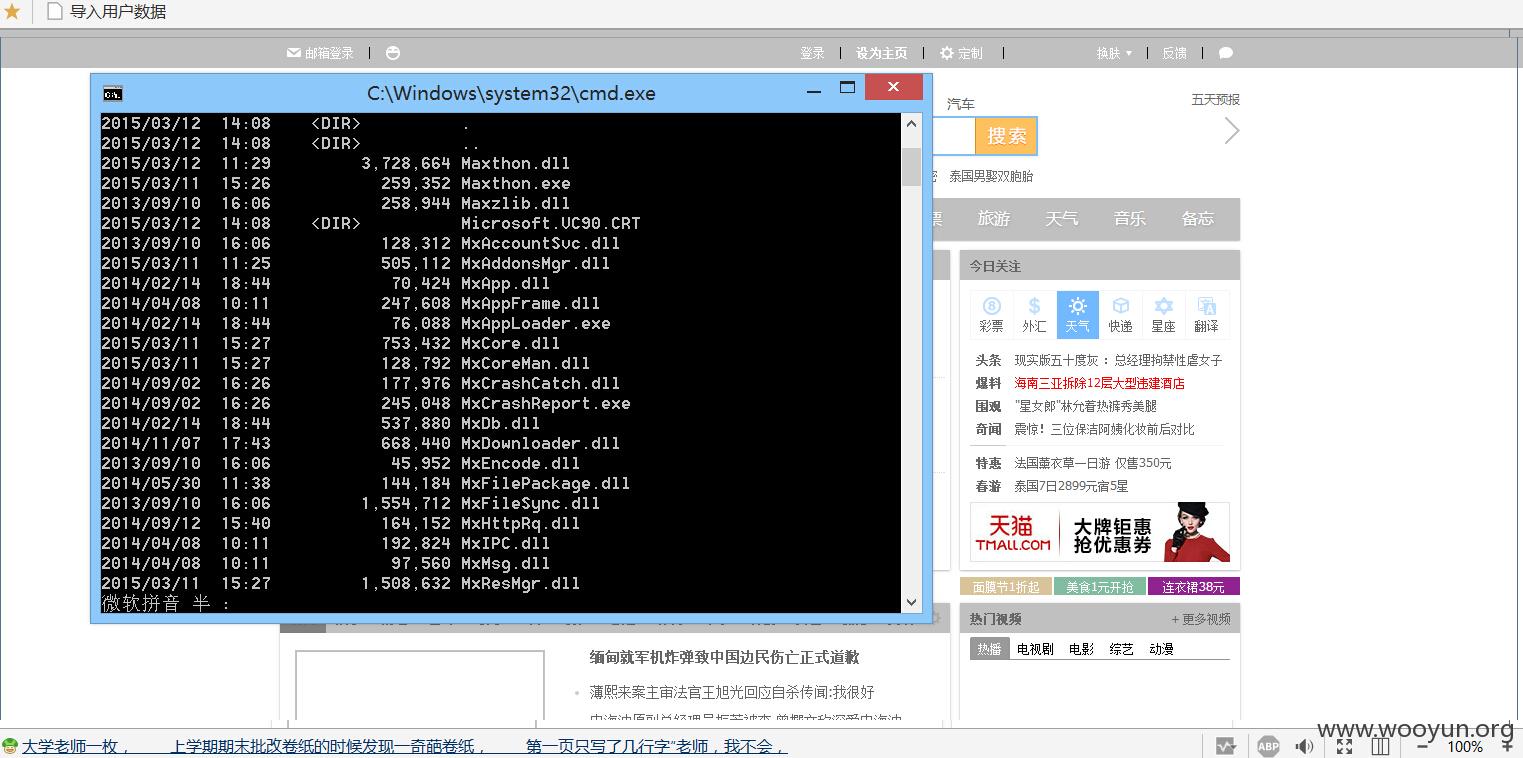 导入用户数据
邮箱登录
登录
设为主页
定制
换肤
反馈
C:\Windows\system32\cmd.exe
2015/03/12 14:08 <DIR> .
2015/03/12 14:08 <DIR> ..
2015/03/12 11:29 3,728,664 Maxthon.dll
2015/03/11 15:26 259,352 Maxthon.exe
2013/09/10 16:06 258,944 Maxzlib.dll
2015/03/12 14:08 <DIR> Microsoft.VC90.CRT
2013/09/10 16:06 128,312 MxAccountSvc.dll
2015/03/11 11:25 505,112 MxAddonsMgr.dll
2014/02/14 18:44 70,424 MxApp.dll
2014/04/08 10:11 247,608 MxAppFrame.dll
2014/02/14 18:44 76,088 MxAppLoader.exe
2015/03/11 15:27 753,432 MxCore.dll
2015/03/11 15:27 128,792 MxCoreMan.dll
2014/09/02 16:26 177,976 MxCrashCatch.dll
2014/09/02 16:26 245,048 MxCrashReport.exe
2014/02/14 18:44 537,880 MxDb.dll
2014/11/07 17:43 668,440 MxDownloader.dll
2013/09/10 16:06 45,952 MxEncode.dll
2014/05/30 11:38 144,184 MxFilePackage.dll
2013/09/10 16:06 1,554,712 MxFileSync.dll
2014/09/12 15:40 164,152 MxHttpRq.dll
2014/04/08 10:11 192,824 MxIPC.dll
2014/04/08 10:11 97,560 MxMsg.dll
2015/03/11 15:27 1,508,632 MxResMgr.dll
微软拼音 半 :
汽车
五天预报
搜索
泰国男娶双胞胎
票 旅游 天气 音乐 备忘
今日关注
彩票 外汇 天气 快递 星座 翻译
头条 现实版五十度灰：总经理拘禁性虐女子
爆料 海南三亚拆除12层大型违建酒店
围观 "星女郎"林允着热裤秀美腿
奇闻 震惊！三位保洁阿姨化妆前后对比
特惠 法国薰衣草一日游 仅售350元
春游 泰国7日2899元宿5星
天猫 TMALL.COM
大牌钜惠
抢优惠券
面膜节1折起 美食1元开抢 连衣裙38元
热门视频 + 更多视频
热播 电视剧 电影 综艺 动漫
缅甸就军机炸弹致中国边民伤亡正式道歉
薄熙来案主审法官王旭光回应自杀传闻:我很好
www.wooyun.org
大学老师一枚， 上学期期末批改卷纸的时候发现一奇葩卷纸， 第一页只写了几行字"老师，我不会，
ABP
100%